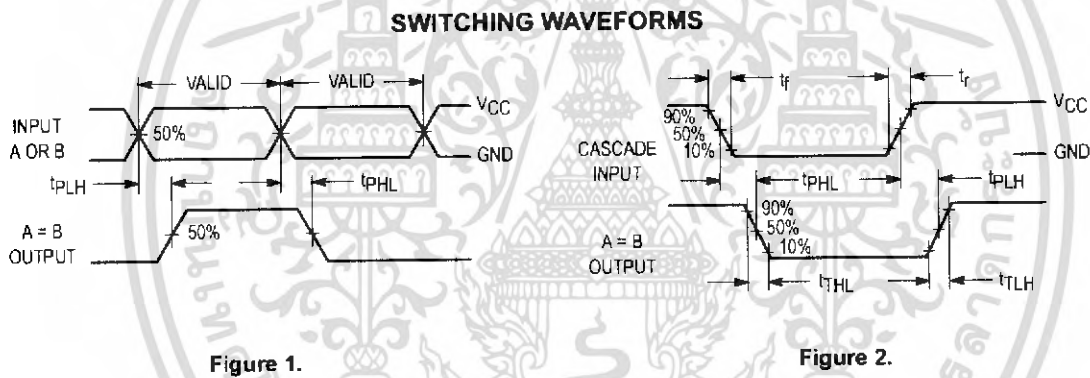 SWITCHING WAVEFORMS
VALID
VALID
INPUT
A OR B
50%
VCC
GND
tPLH
tPHL
A = B
OUTPUT
50%
Figure 1.
tf
tr
90%
50%
10%
CASCADE
INPUT
VCC
GND
tPHL
tPLH
90%
50%
10%
A = B
OUTPUT
tTHL
tTLH
Figure 2.